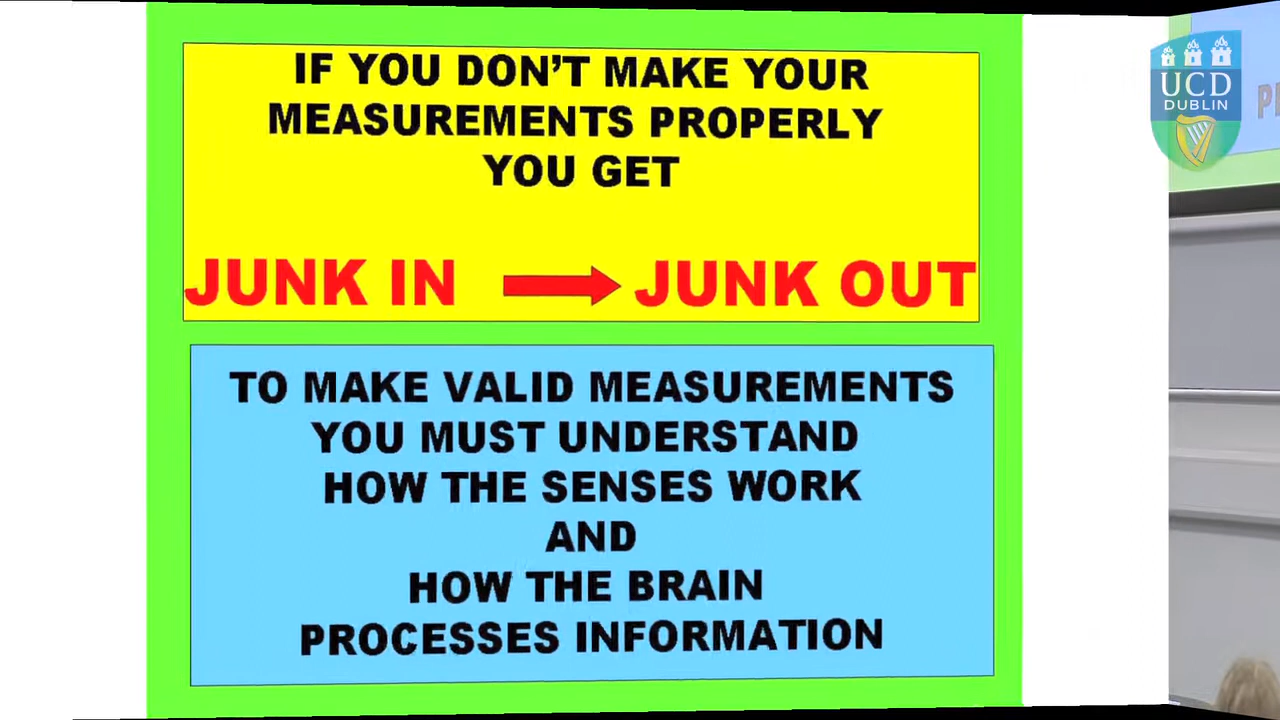 IF YOU DON'T MAKE YOUR
MEASUREMENTS PROPERLY
YOU GET
JUNK IN JUNK OUT
TO MAKE VALID MEASUREMENTS
YOU MUST UNDERSTAND
HOW THE SENSES WORK
AND
HOW THE BRAIN
PROCESSES INFORMATION
UCD
DUBLIN